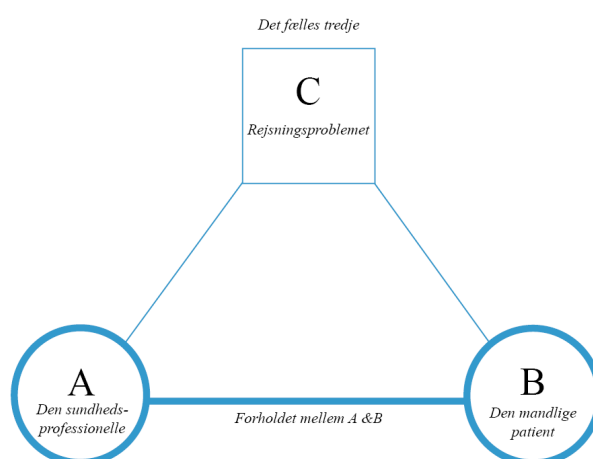 Det fælles tredje
C
Rejsningsproblemet
A
Den sundheds-
professionelle
Forholdet mellem A &B
B
Den mandlige
patient